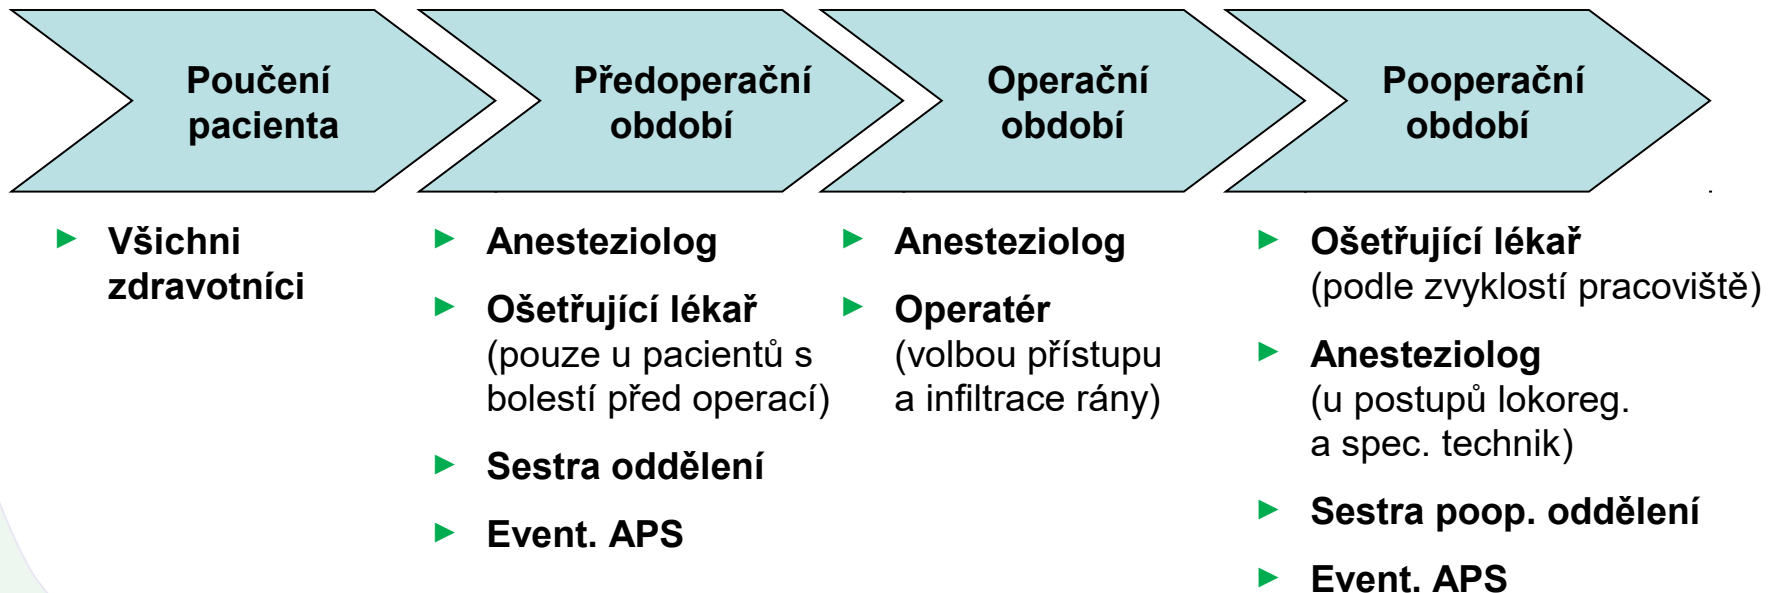 Poučení
pacienta
Předoperační
období
Operační
období
Pooperační
období
Všichni
zdravotníci
Anesteziolog
Ošetřující lékař
(pouze u pacientů s
bolestí před operací)
Sestra oddělení
Event. APS
Anesteziolog
Operatér
(volbou přístupu
a infiltrace rány)
Ošetřující lékař
(podle zvyklostí pracoviště)
Anesteziolog
(u postupů lokoreg.
a spec. technik)
Sestra poop. oddělení
Event. APS